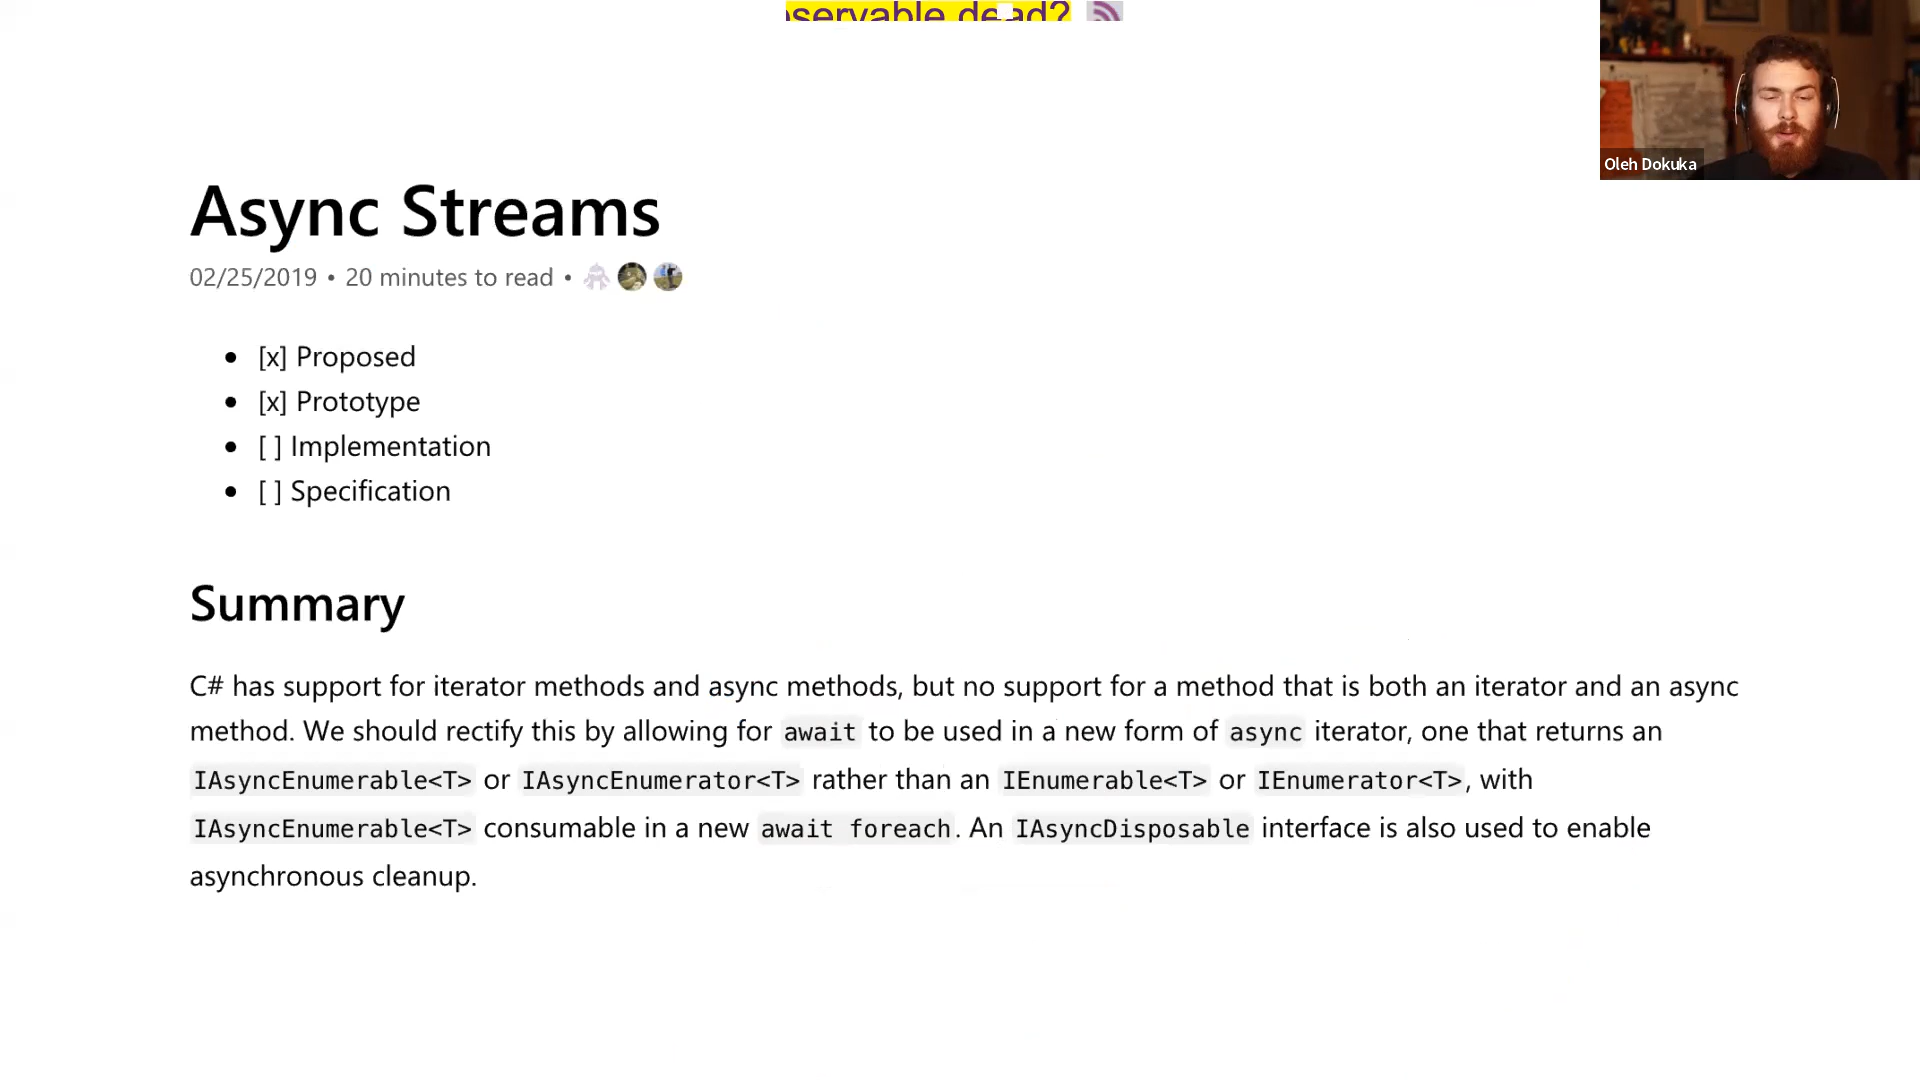 servable dead?
Oleh Dokuka
Async Streams
02/25/2019 • 20 minutes to read •
• [x] Proposed
• [x] Prototype
• [ ] Implementation
• [ ] Specification
Summary
C# has support for iterator methods and async methods, but no support for a method that is both an iterator and an async
method. We should rectify this by allowing for await to be used in a new form of async iterator, one that returns an
IAsyncEnumerable<T> or IAsyncEnumerator<T> rather than an IEnumerable<T> or IEnumerator<T>, with
IAsyncEnumerable<T> consumable in a new await foreach. An IAsyncDisposable interface is also used to enable
asynchronous cleanup.